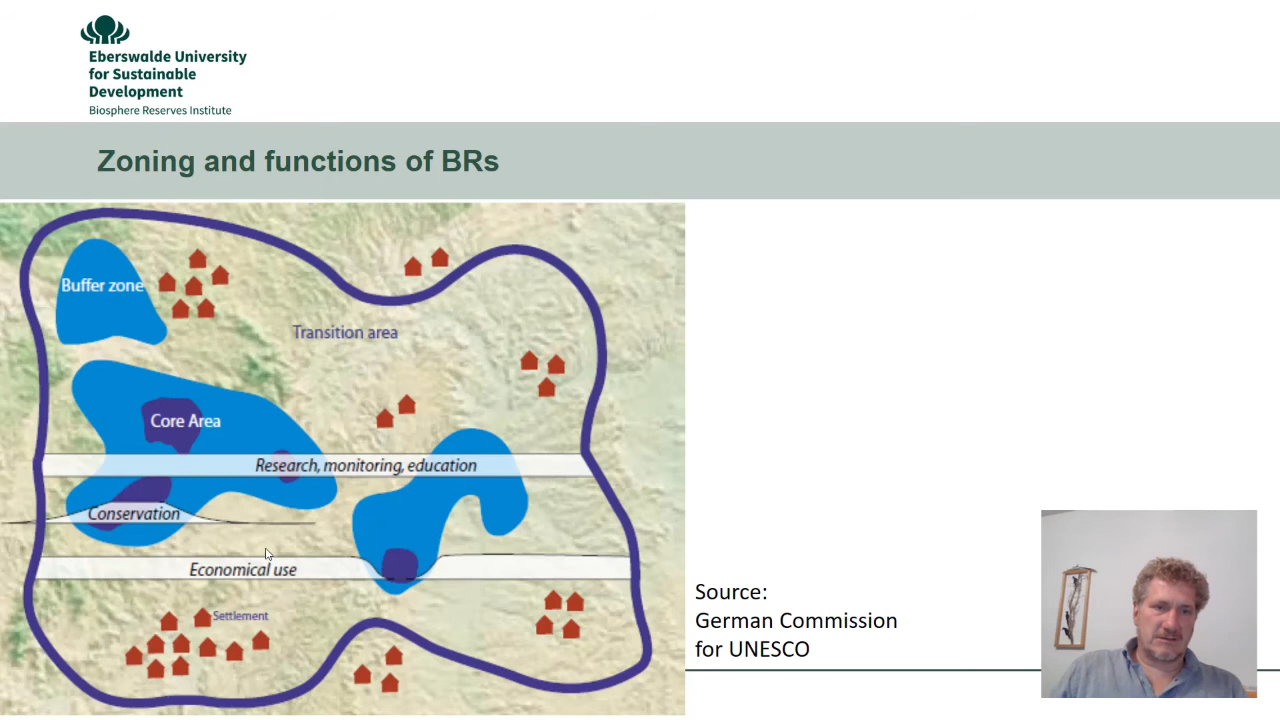 Eberswalde University
for Sustainable
Development
Biosphere Reserves Institute
Zoning and functions of BRs
Buffer zone
Transition area
Core Area
Research, monitoring, education
Conservation
Economical use
Settlement
Source:
German Commission
for UNESCO